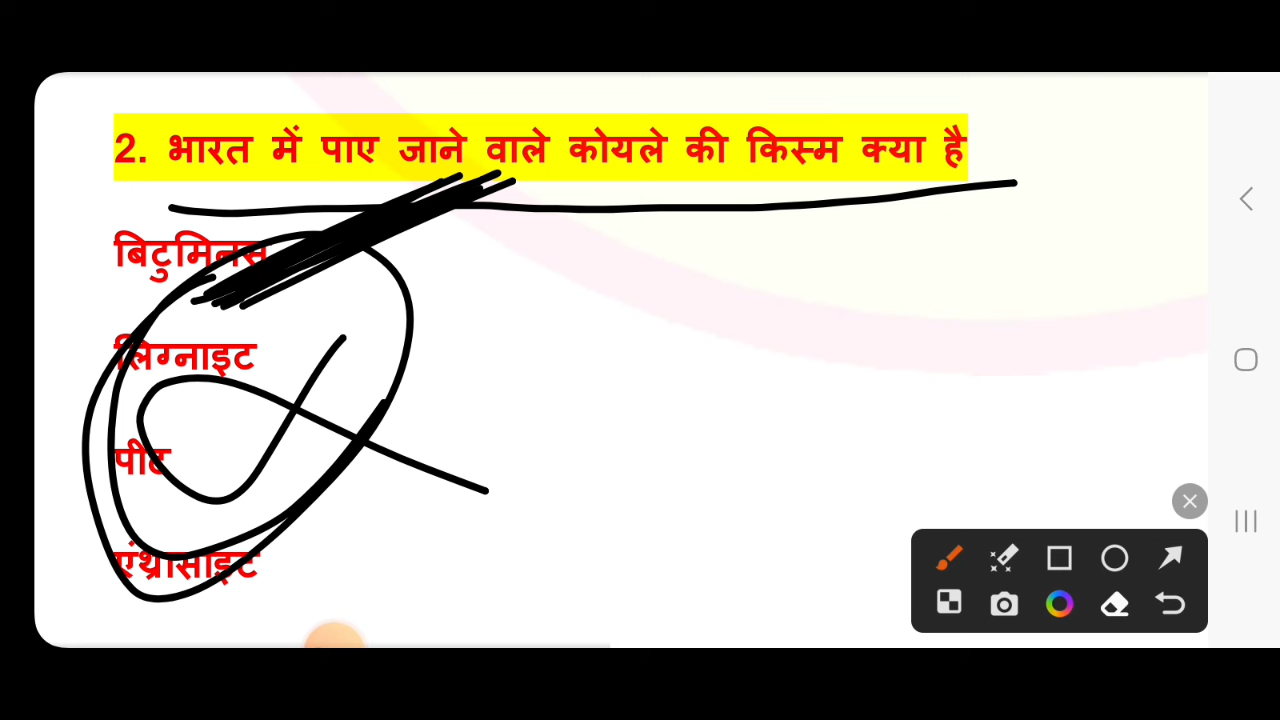 2. भारत में पाए जाने वाले कोयले की किस्म क्या है
बिटुमिनस
लिग्नाइट
पीट
एंथ्रासाइट